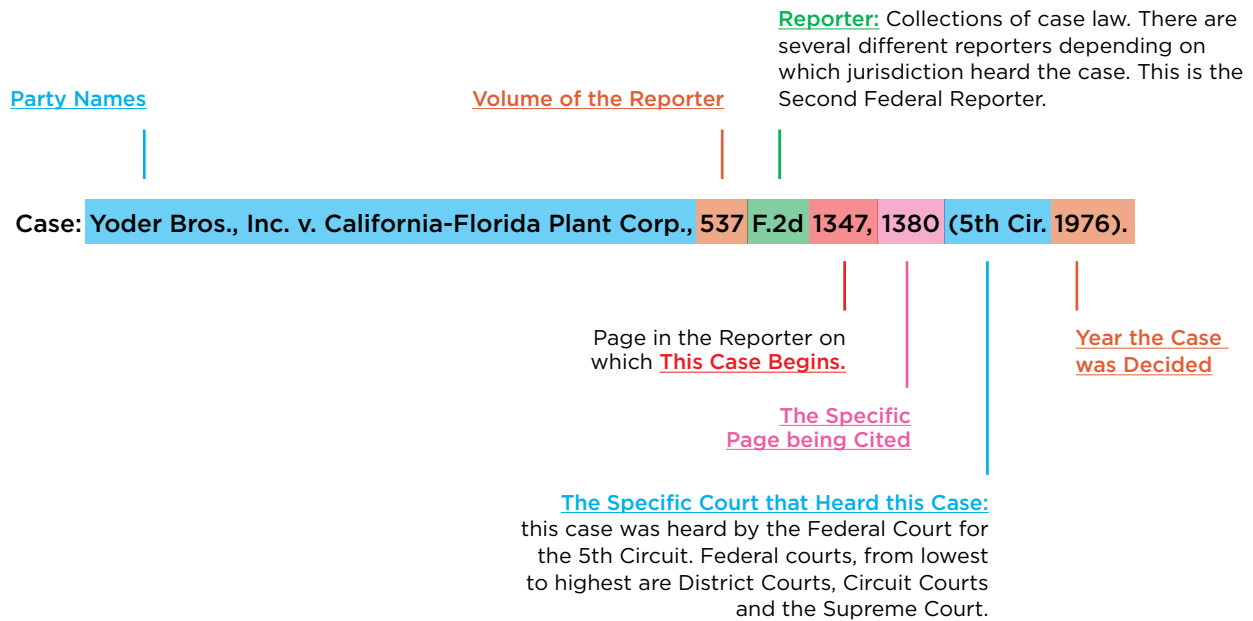 Reporter: Collections of case law. There are
several different reporters depending on
which jurisdiction heard the case. This is the
Second Federal Reporter.
Party Names
Volume of the Reporter
Case: Yoder Bros., Inc. v. California-Florida Plant Corp., 537 F.2d 1347, 1380 (5th Cir. 1976).
Page in the Reporter on
which This Case Begins.
Year the Case
was Decided
The Specific
Page being Cited
The Specific Court that Heard this Case:
this case was heard by the Federal Court for
the 5th Circuit. Federal courts, from lowest
to highest are District Courts, Circuit Courts
and the Supreme Court.